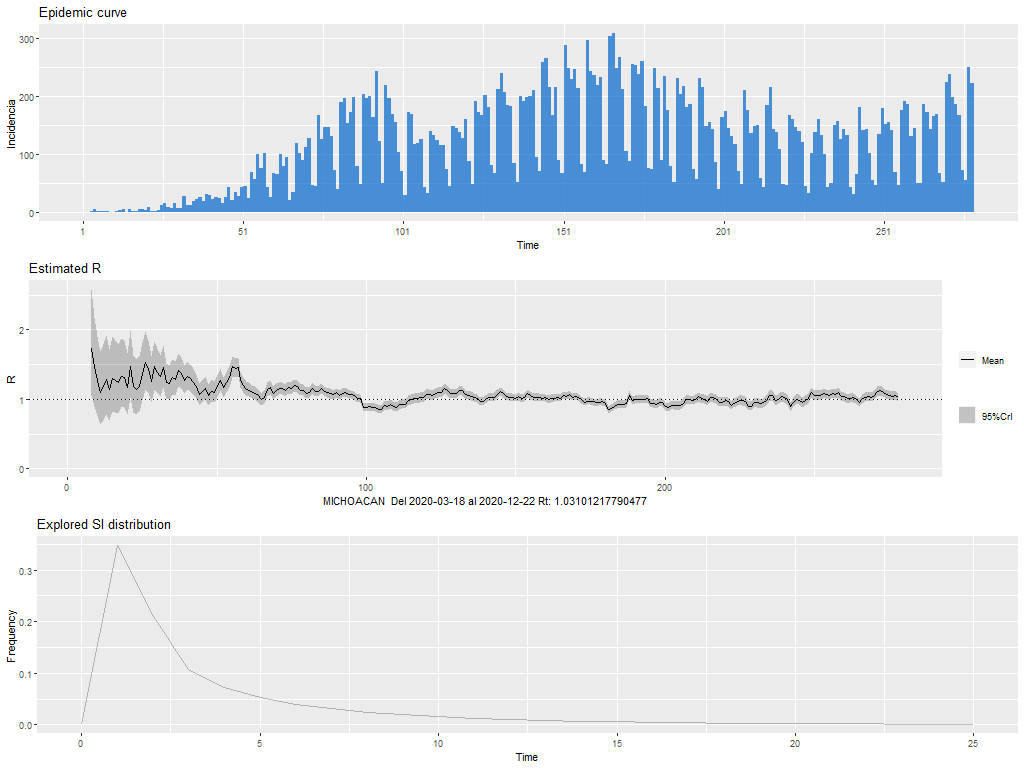 Epidemic curve
300
200
100
0
Incidencia
1 51 101 151 201 251
Time
Estimated R
2
1
0
R
Mean
95%CrI
0 100 200
MICHOACAN Del 2020-03-18 al 2020-12-22 Rt: 1.03101217790477
Explored SI distribution
0.3
0.2
0.1
0.0
Frequency
0 5 10 15 20 25
Time